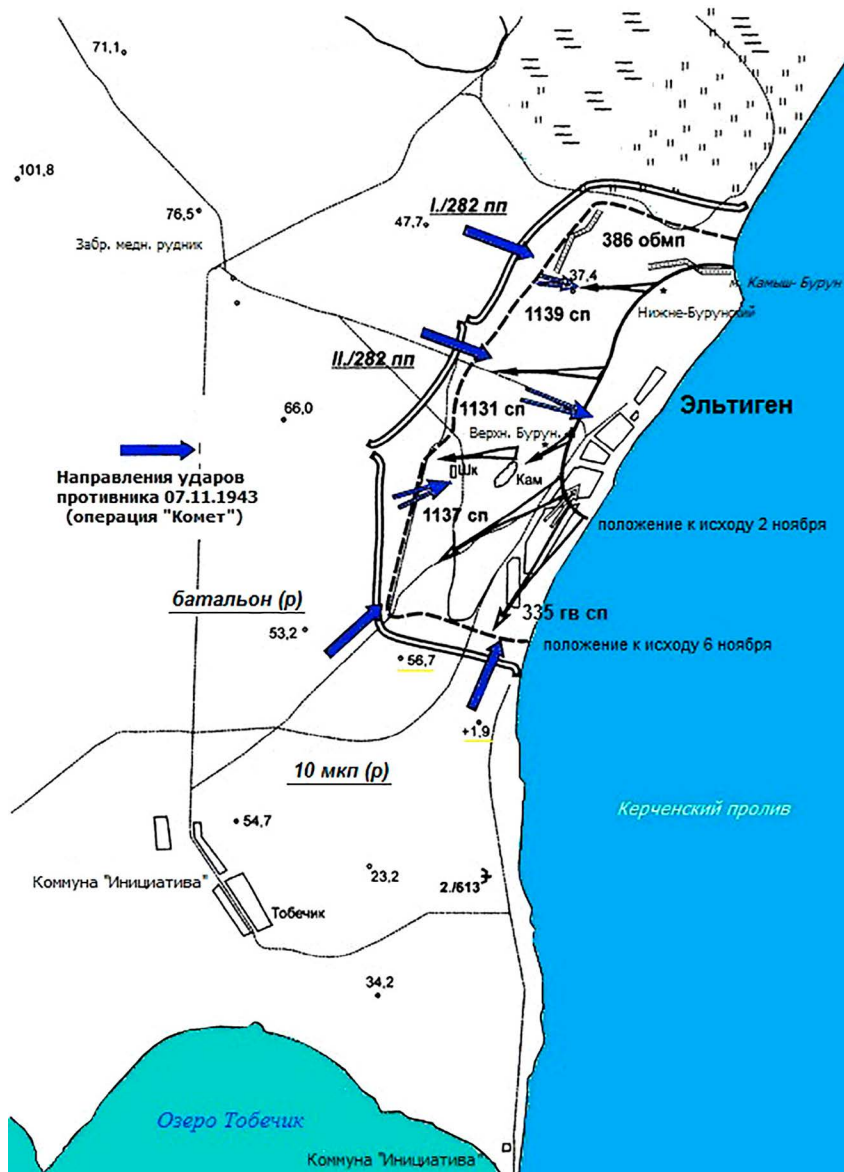 71,1
101,8
76,5
Забр. медн. рудник
47,7
I./282 пп
386 обмп
37,4
м. Камыш-Бурун
Нижне-Бурунский
1139 сп
II./282 пп
66,0
1131 сп
Верхн. Бурун.
Эльтиген
Шк
Кам
1137 сп
Направления ударов
противника 07.11.1943
(операция "Комет")
положение к исходу 2 ноября
батальон (р)
335 гв сп
53,2
положение к исходу 6 ноября
56,7
+1,9
10 мкп (р)
Керченский пролив
54,7
Коммуна "Инициатива"
23,2
2./613
Тобечик
34,2
Озеро Тобечик
Коммуна "Инициатива"